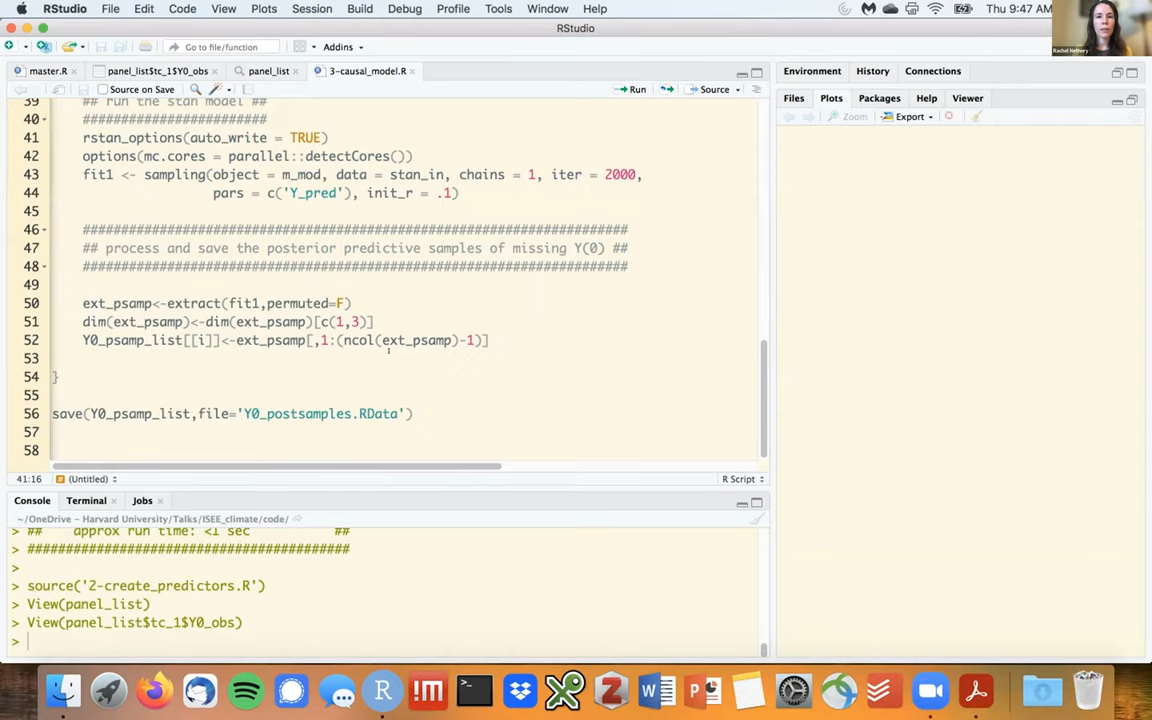 RStudio File Edit Code View Plots Session Build Debug Profile Tools Window Help Thu 9:47 AM
RStudio
Rachel Nethery
Go to file/function Addins
master.R panel_list$tc_1$Y0_obs panel_list 3-causal_model.R
Source on Save Run Source
39 ## run the stan model ##
40 ########################
41 rstan_options(auto_write = TRUE)
42 options(mc.cores = parallel::detectCores())
43 fit1 <- sampling(object = m_mod, data = stan_in, chains = 1, iter = 2000,
44 pars = c('Y_pred'), init_r = .1)
45
46 #######################################################################
47 ## process and save the posterior predictive samples of missing Y(0) ##
48 #######################################################################
49
50 ext_psamp<-extract(fit1,permuted=F)
51 dim(ext_psamp)<-dim(ext_psamp)[c(1,3)]
52 Y0_psamp_list[[i]]<-ext_psamp[,1:(ncol(ext_psamp)-1)]
53
54 }
55
56 save(Y0_psamp_list,file='Y0_postsamples.RData')
57
58
41:16 (Untitled) R Script
Console Terminal Jobs
~/OneDrive - Harvard University/Talks/ISEE_climate/code/
> ## approx run time: <1 sec ##
> ##########################################
>
> source('2-create_predictors.R')
> View(panel_list)
> View(panel_list$tc_1$Y0_obs)
>
Environment History Connections
Files Plots Packages Help Viewer
Zoom Export